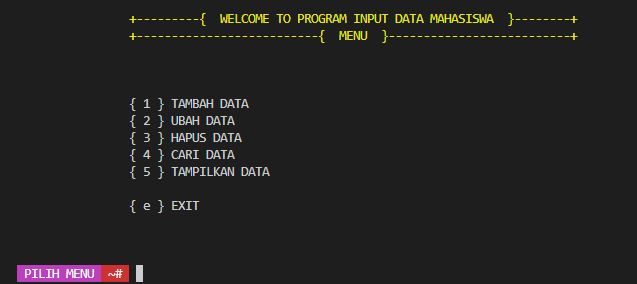 +---------{  WELCOME TO PROGRAM INPUT DATA MAHASISWA  }--------+
+--------------------------{  MENU  }--------------------------+
{ 1 } TAMBAH DATA
{ 2 } UBAH DATA
{ 3 } HAPUS DATA
{ 4 } CARI DATA
{ 5 } TAMPILKAN DATA
{ e } EXIT
PILIH MENU ~#